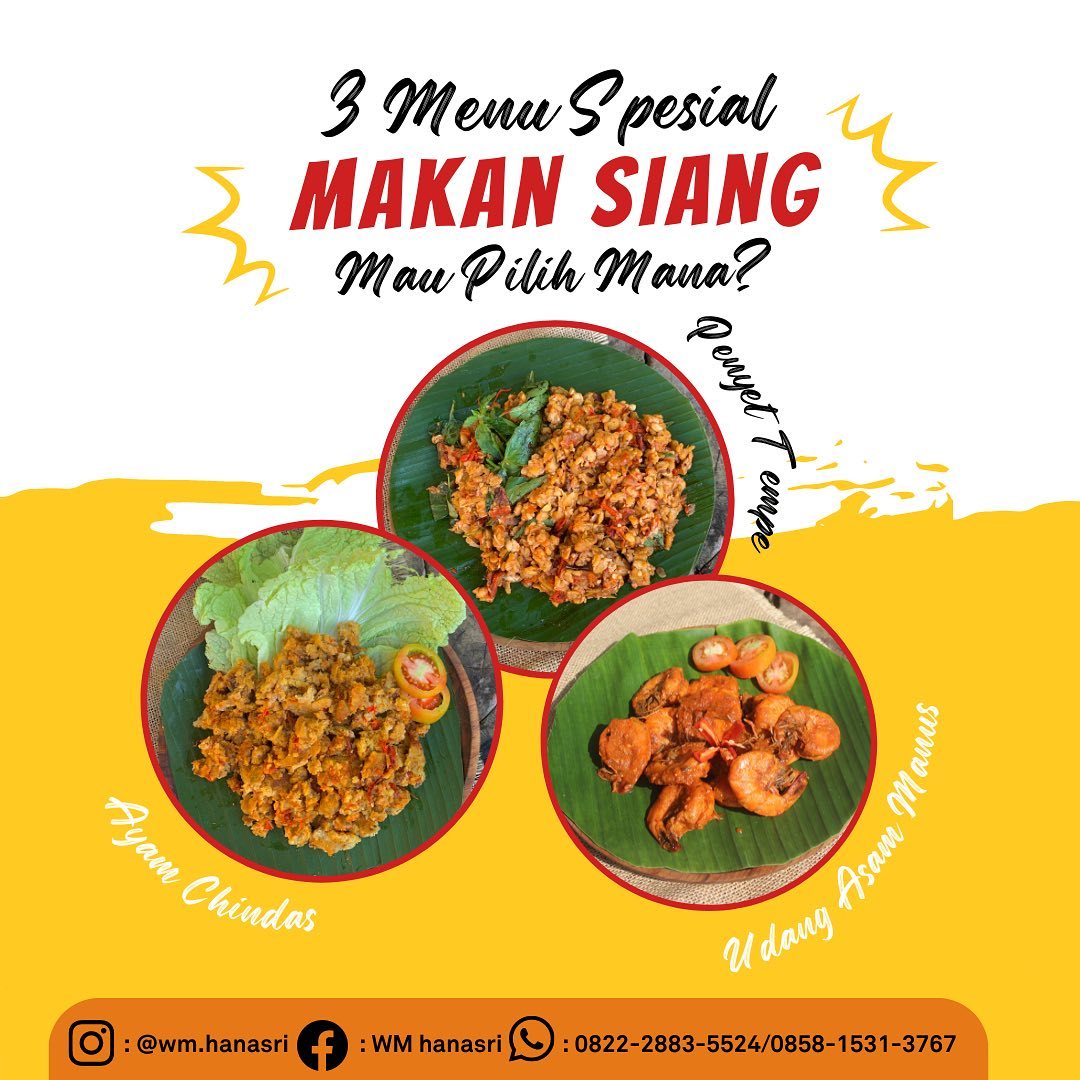 3 Menu Spesial
MAKAN SIANG
Mau Pilih Mana?
Penyet Tempe
Ayam Chindas
Udang Asam Manus
: @wm.hanasri : WM hanasri : 0822-2883-5524/0858-1531-3767